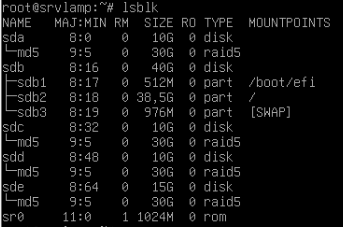 root@srvlamp:~# lsblk
NAME   MAJ:MIN RM  SIZE RO TYPE  MOUNTPOINTS
sda      8:0    0   10G  0 disk
└─md5    9:5    0   30G  0 raid5
sdb      8:16   0   40G  0 disk
├─sdb1   8:17   0  512M  0 part  /boot/efi
├─sdb2   8:18   0 38,5G  0 part  /
└─sdb3   8:19   0  976M  0 part  [SWAP]
sdc      8:32   0   10G  0 disk
└─md5    9:5    0   30G  0 raid5
sdd      8:48   0   10G  0 disk
└─md5    9:5    0   30G  0 raid5
sde      8:64   0   15G  0 disk
└─md5    9:5    0   30G  0 raid5
sr0     11:0    1 1024M  0 rom